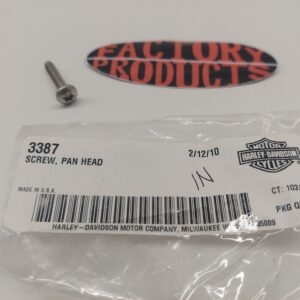 FACTORY
PRODUCTS
3387
SCREW, PAN HEAD
2/12/10
MOTOR
HARLEY-DAVIDSON
CYCLES
IN
MADE IN U.S.A.
CT: 102
PKG Q
HARLEY-DAVIDSON MOTOR COMPANY, MILWAUKEE